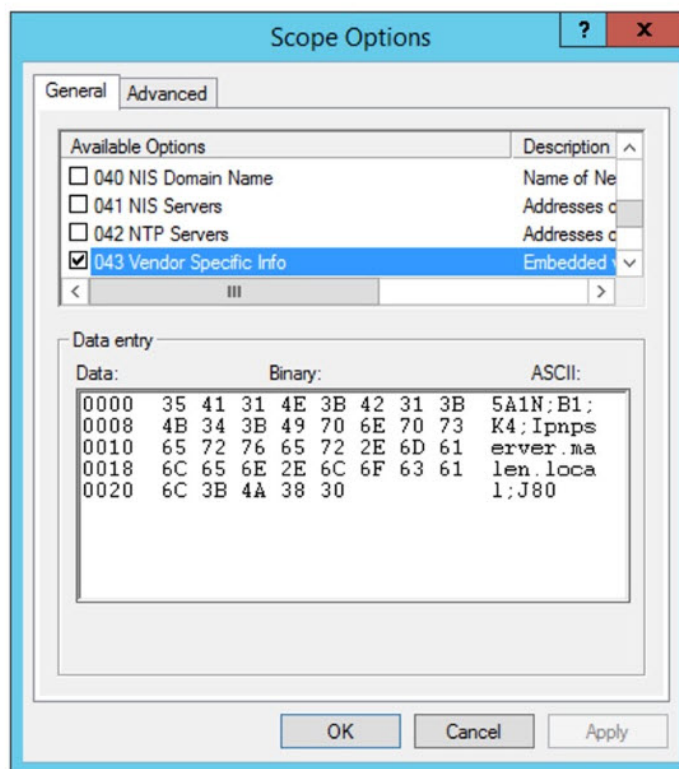 Scope Options
?
x
General
Advanced
Available Options
Description
040 NIS Domain Name
Name of Ne
041 NIS Servers
Addresses o
042 NTP Servers
Addresses o
043 Vendor Specific Info
Embedded v
Data entry
Data:
Binary:
ASCII:
0000 35 41 31 4E 3B 42 31 3B 5A1N;B1;
0008 4B 34 3B 49 70 6E 70 73 K4;Ipnps
0010 65 72 76 65 72 2E 6D 61 erver.ma
0018 6C 65 6E 2E 6C 6F 63 61 len.loca
0020 6C 3B 4A 38 30 l;J80
OK
Cancel
Apply